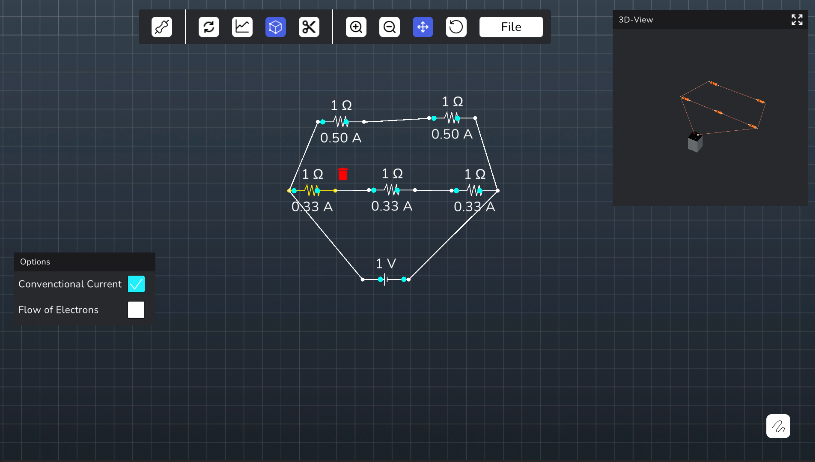 File
3D-View
1 Ω
1 Ω
0.50 A
0.50 A
1 Ω
1 Ω
1 Ω
0.33 A
0.33 A
0.33 A
1 V
Options
Convenctional Current
Flow of Electrons